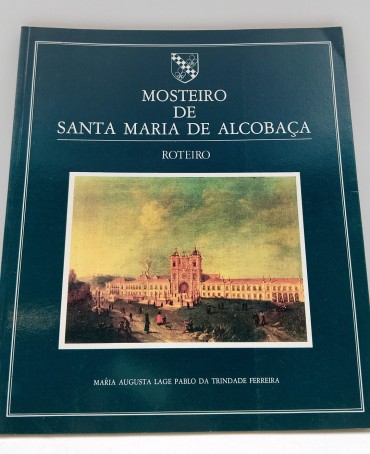 MOSTEIRO
DE
SANTA MARIA DE ALCOBAÇA
ROTEIRO
MARIA AUGUSTA LAGE PABLO DA TRINDADE FERREIRA